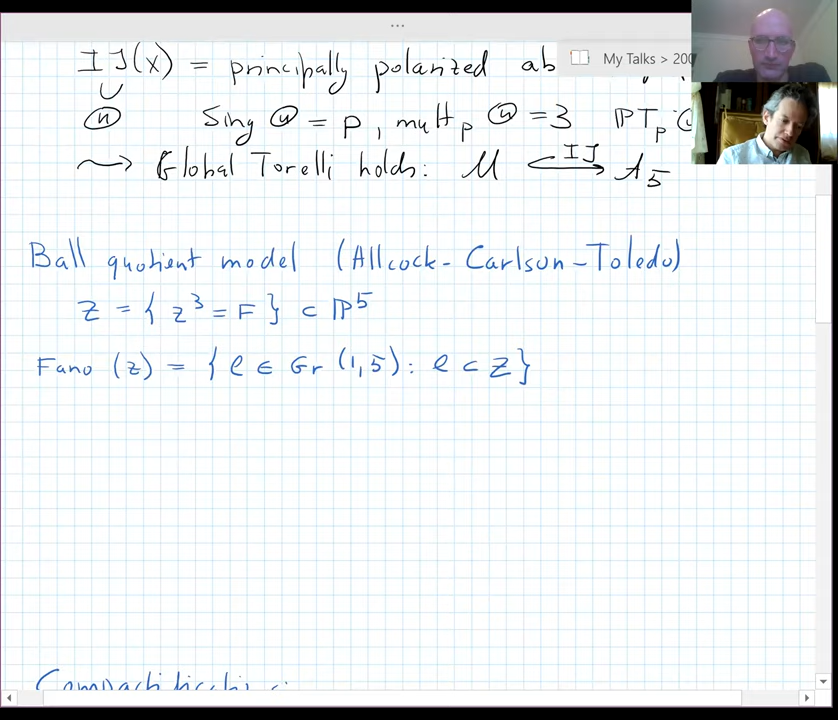 ...
IJ(X) = principally polarized ab
My Talks > 200
∪
Ⓗ Sing Ⓗ = p, mult_p Ⓗ = 3 ℙT_p
⇝ Global Torelli holds: M ↪ IJ A_5
Ball quotient model (Allcock-Carlson-Toledo)
Z = { z^3 = F } ⊂ ℙ^5
Fano (Z) = { ℓ ∈ Gr (1,5): ℓ ⊂ Z }